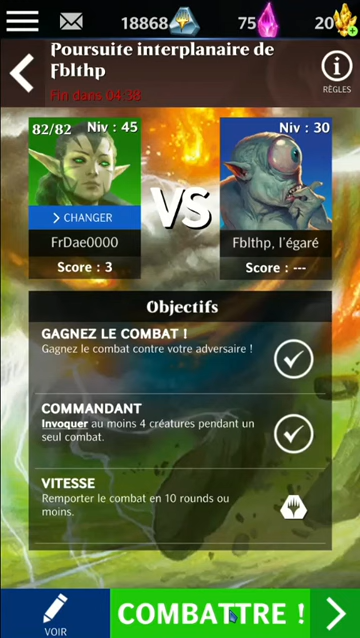 18868 75 20
Poursuite interplanaire de
Fblthp
Fin dans 04:38
RÈGLES
82/82 Niv : 45
Niv : 30
VS
> CHANGER
FrDae0000
Fblthp, l'égaré
Score : 3
Score : ---
Objectifs
GAGNEZ LE COMBAT !
Gagnez le combat contre votre adversaire !
COMMANDANT
Invoquer au moins 4 créatures pendant un
seul combat.
VITESSE
Remporter le combat en 10 rounds ou
moins.
VOIR
COMBATTRE !